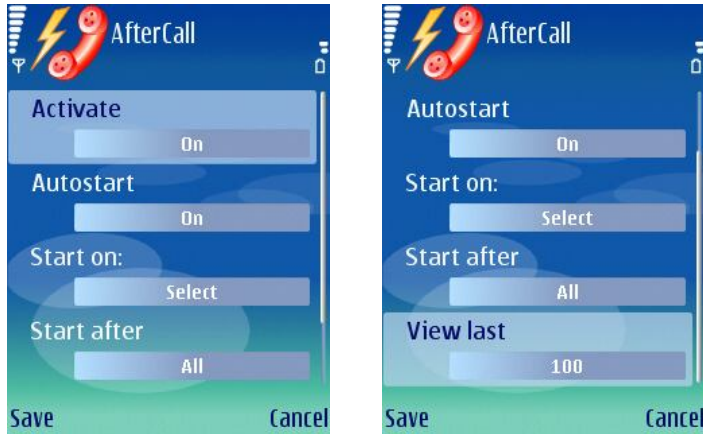 AfterCall
Activate
On
Autostart
On
Start on:
Select
Start after
All
Save Cancel
AfterCall
Autostart
On
Start on:
Select
Start after
All
View last
100
Save Cancel